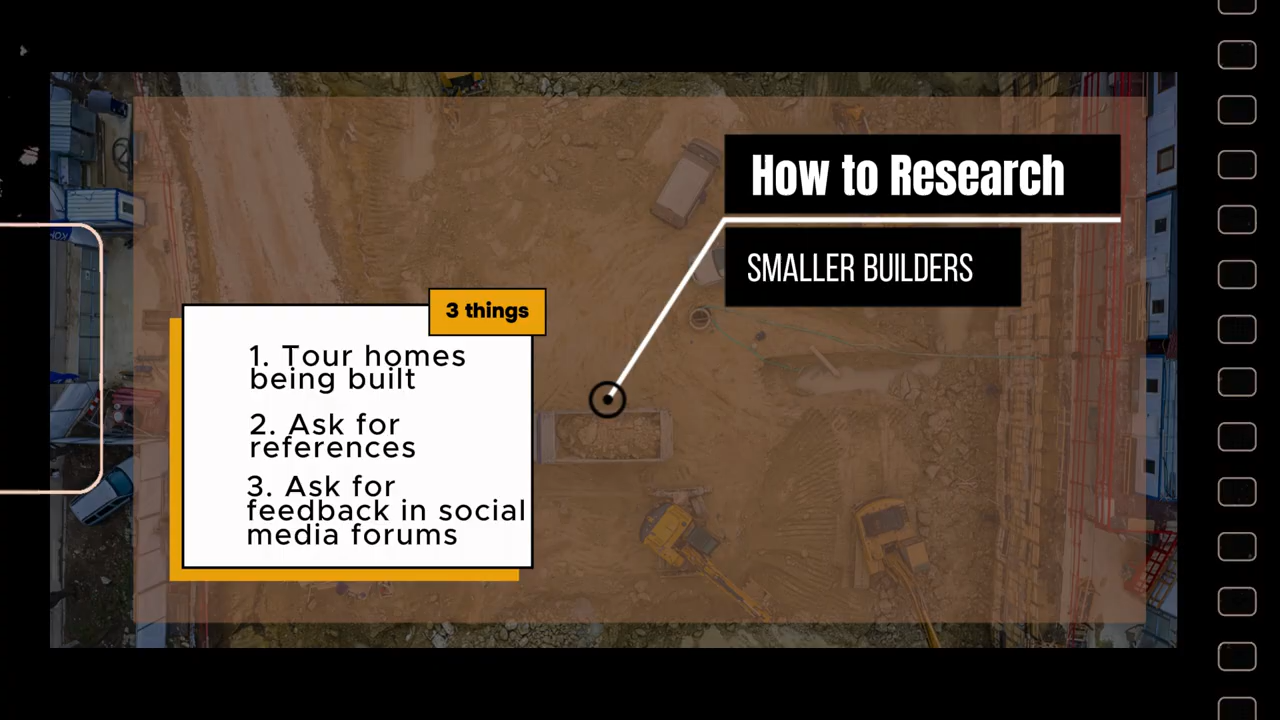 How to Research
SMALLER BUILDERS
3 things
1. Tour homes
being built
2. Ask for
references
3. Ask for
feedback in social
media forums